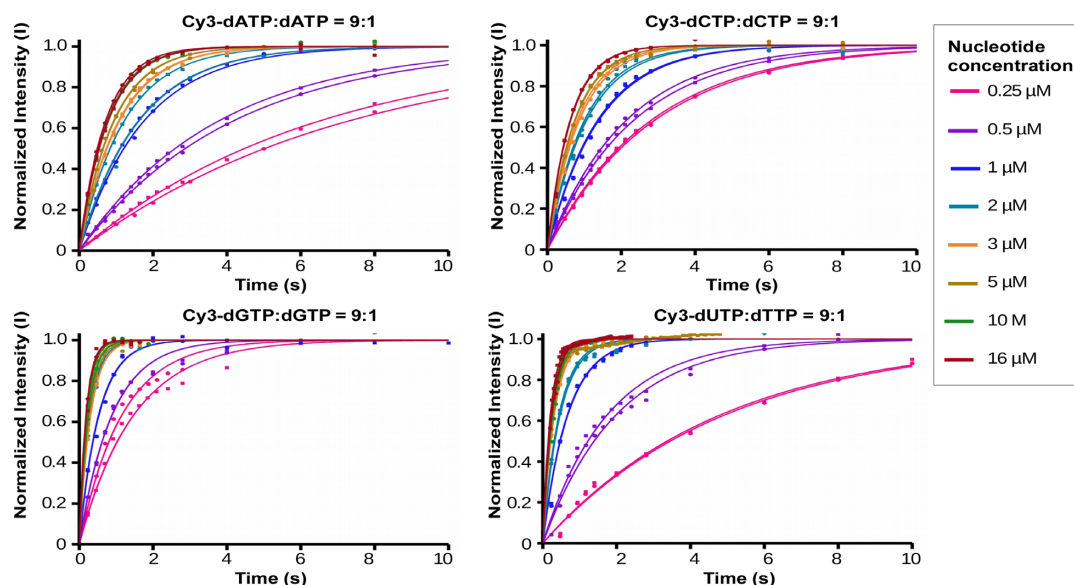 Cy3-dATP:dATP = 9:1
Normalized Intensity (I)
1.0
0.8
0.6
0.4
0.2
0
0 2 4 6 8 10
Time (s)
Cy3-dCTP:dCTP = 9:1
Normalized Intensity (I)
1.0
0.8
0.6
0.4
0.2
0
0 2 4 6 8 10
Time (s)
Cy3-dGTP:dGTP = 9:1
Normalized Intensity (I)
1.0
0.8
0.6
0.4
0.2
0
0 2 4 6 8 10
Time (s)
Cy3-dUTP:dTTP = 9:1
Normalized Intensity (I)
1.0
0.8
0.6
0.4
0.2
0
0 2 4 6 8 10
Time (s)
Nucleotide
concentration
0.25 µM
0.5 µM
1 µM
2 µM
3 µM
5 µM
10 M
16 µM